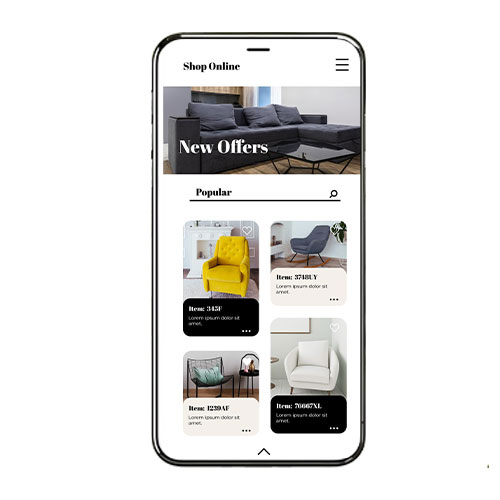 Shop Online
New Offers
Popular
Item: 345F
Lorem ipsum dolor sit
amet.
Item: 3748UY
Lorem ipsum dolor sit
amet.
Item: 1239AF
Lorem ipsum dolor sit
amet.
Item: 76667XL
Lorem ipsum dolor sit
amet.